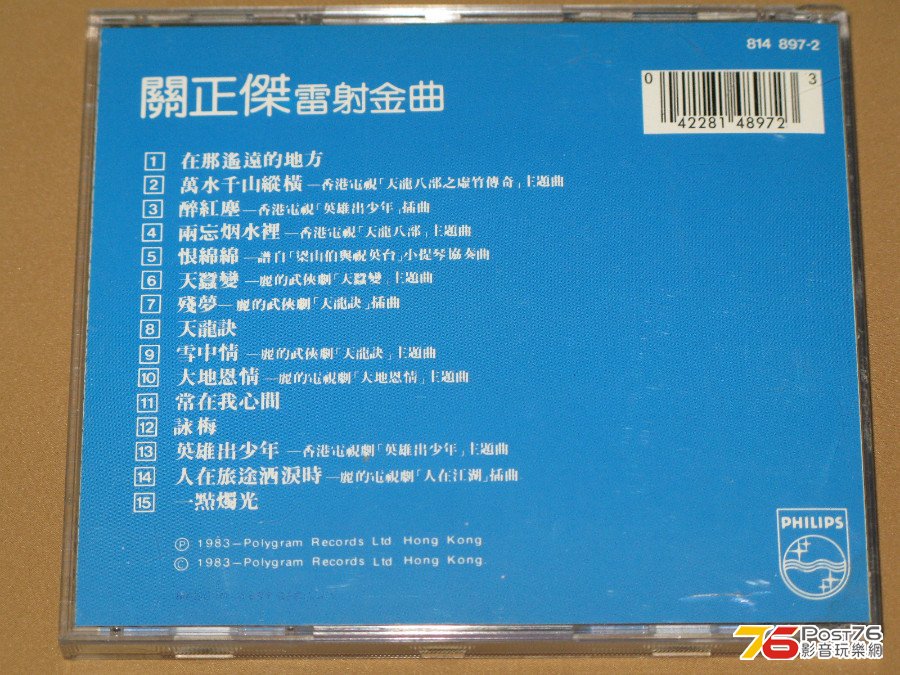 814 897-2
關正傑雷射金曲
0 42281 48972 3
1 在那遙遠的地方
2 萬水千山縱橫—香港電視「天龍八部之虛竹傳奇」主題曲
3 醉紅塵—香港電視「英雄出少年」插曲
4 兩忘烟水裡—香港電視「天龍八部」主題曲
5 恨綿綿—譜自「梁山伯與祝英台」小提琴協奏曲
6 天蠶變—麗的武俠劇「天蠶變」主題曲
7 殘夢—麗的武俠劇「天龍訣」插曲
8 天龍訣
9 雪中情—麗的武俠劇「天龍訣」主題曲
10 大地恩情—麗的電視劇「大地恩情」主題曲
11 常在我心間
12 詠梅
13 英雄出少年—香港電視劇「英雄出少年」主題曲
14 人在旅途洒淚時—麗的電視劇「人在江湖」插曲
15 一點燭光
Ⓟ 1983—Polygram Records Ltd. Hong Kong
© 1983—Polygram Records Ltd. Hong Kong.
PHILIPS
76 Post76
影音玩樂網